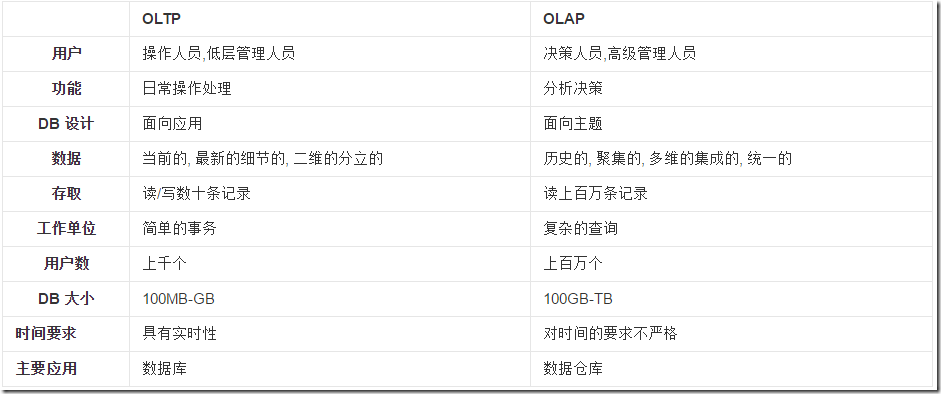 OLTP OLAP
用户 操作人员,低层管理人员 决策人员,高级管理人员
功能 日常操作处理 分析决策
DB 设计 面向应用 面向主题
数据 当前的, 最新的细节的, 二维的分立的 历史的, 聚集的, 多维的集成的, 统一的
存取 读/写数十条记录 读上百万条记录
工作单位 简单的事务 复杂的查询
用户数 上千个 上百万个
DB 大小 100MB-GB 100GB-TB
时间要求 具有实时性 对时间的要求不严格
主要应用 数据库 数据仓库